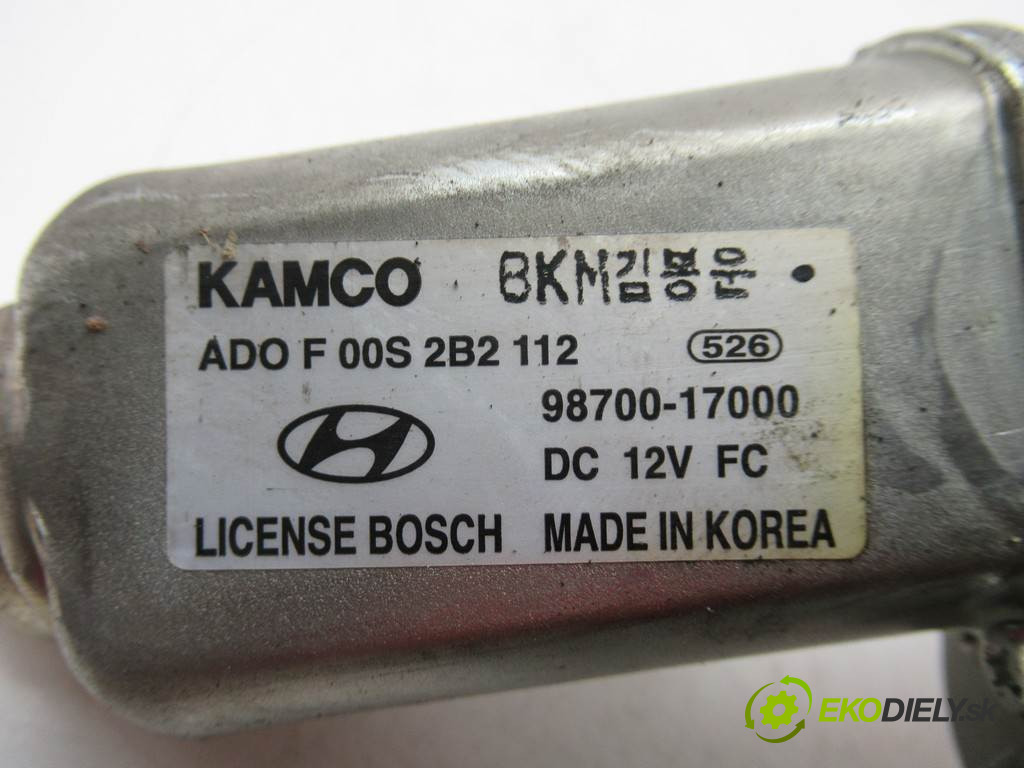 KAMCO BKM김봉운
ADO F 00S 2B2 112 526
98700-17000
DC 12V FC
LICENSE BOSCH MADE IN KOREA
EKODIELY.sk